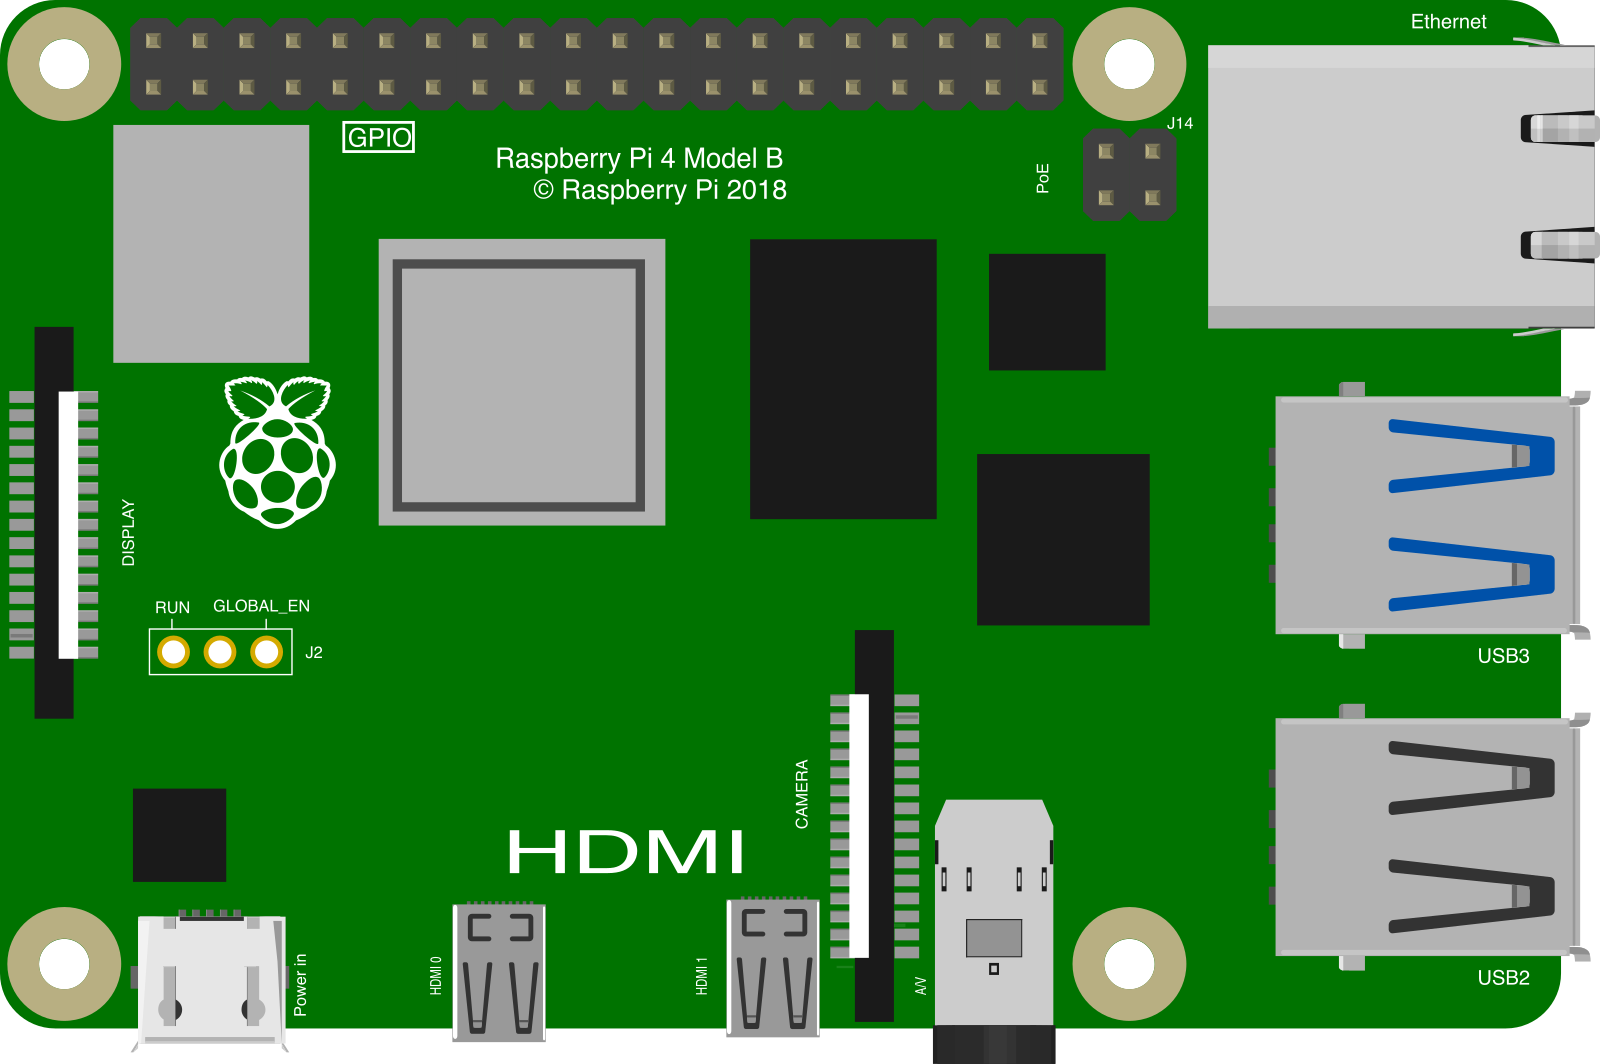 Ethernet
GPIO
J14
Raspberry Pi 4 Model B
© Raspberry Pi 2018
PoE
DISPLAY
RUN
GLOBAL_EN
J2
USB3
CAMERA
HDMI
HDMI 0
HDMI 1
A/V
Power in
USB2